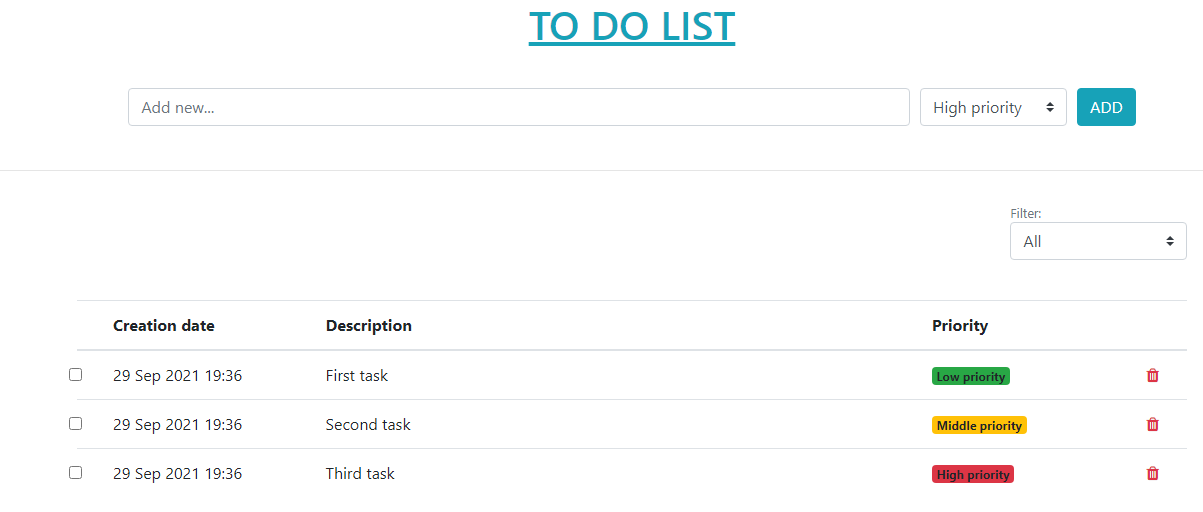 TO DO LIST
Add new... High priority ADD
Filter:
All
Creation date Description Priority
29 Sep 2021 19:36 First task Low priority
29 Sep 2021 19:36 Second task Middle priority
29 Sep 2021 19:36 Third task High priority